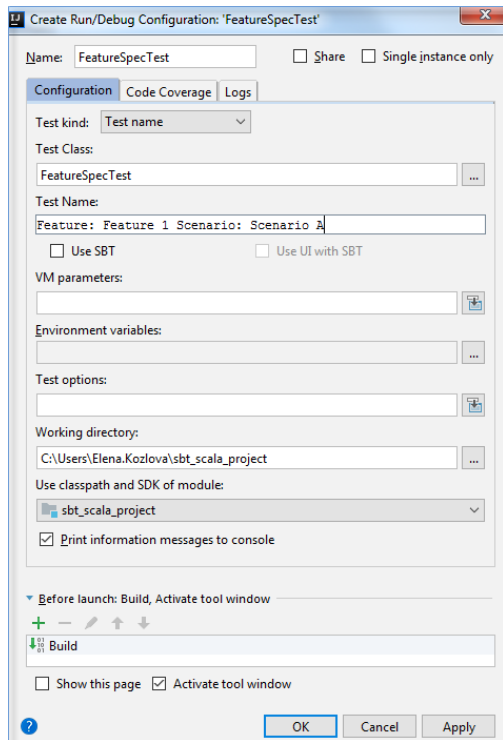 Create Run/Debug Configuration: 'FeatureSpecTest'
Name: FeatureSpecTest Share Single instance only
Configuration Code Coverage Logs
Test kind: Test name
Test Class:
FeatureSpecTest ...
Test Name:
Feature: Feature 1 Scenario: Scenario A
Use SBT Use UI with SBT
VM parameters:
Environment variables:
...
Test options:
Working directory:
C:\Users\Elena.Kozlova\sbt_scala_project ...
Use classpath and SDK of module:
sbt_scala_project
Print information messages to console
Before launch: Build, Activate tool window
Build
Show this page Activate tool window
? OK Cancel Apply